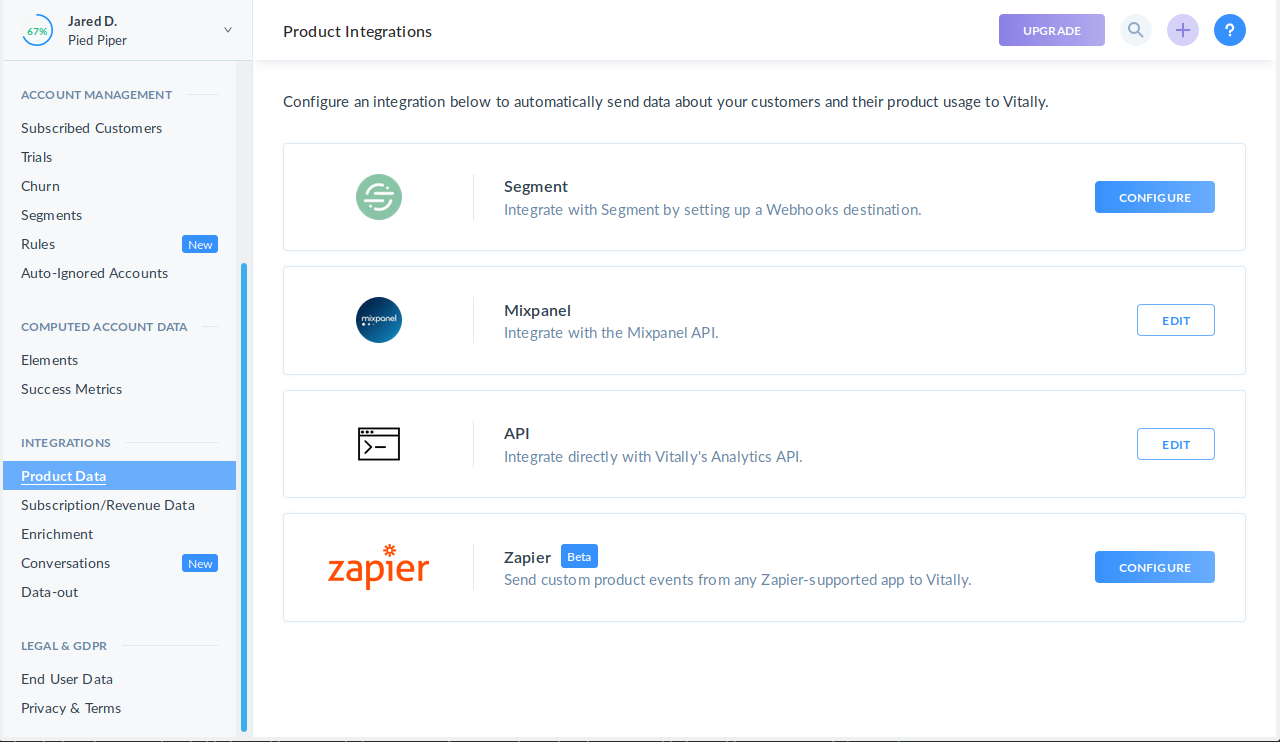 67%
Jared D.
Pied Piper
Product Integrations
UPGRADE
?
ACCOUNT MANAGEMENT
Subscribed Customers
Trials
Churn
Segments
Rules New
Auto-Ignored Accounts
COMPUTED ACCOUNT DATA
Elements
Success Metrics
INTEGRATIONS
Product Data
Subscription/Revenue Data
Enrichment
Conversations New
Data-out
LEGAL & GDPR
End User Data
Privacy & Terms
Configure an integration below to automatically send data about your customers and their product usage to Vitally.
Segment
Integrate with Segment by setting up a Webhooks destination.
CONFIGURE
mixpanel
Mixpanel
Integrate with the Mixpanel API.
EDIT
API
Integrate directly with Vitally's Analytics API.
EDIT
zapier
Zapier Beta
Send custom product events from any Zapier-supported app to Vitally.
CONFIGURE